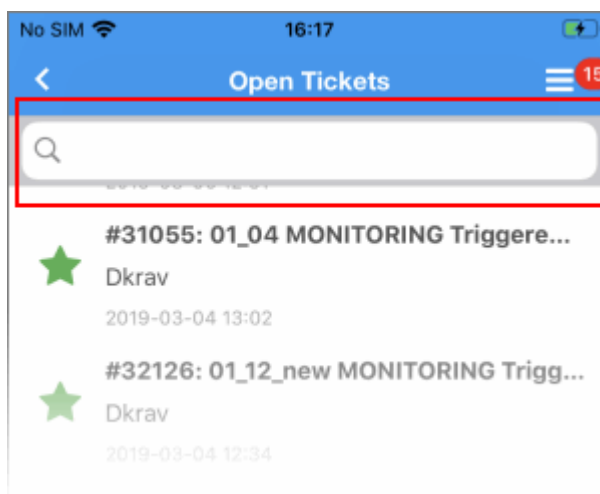 No SIM 16:17
Open Tickets 15
#31055: 01_04 MONITORING Triggere...
Dkrav
2019-03-04 13:02
#32126: 01_12_new MONITORING Trigg...
Dkrav
2019-03-04 12:34